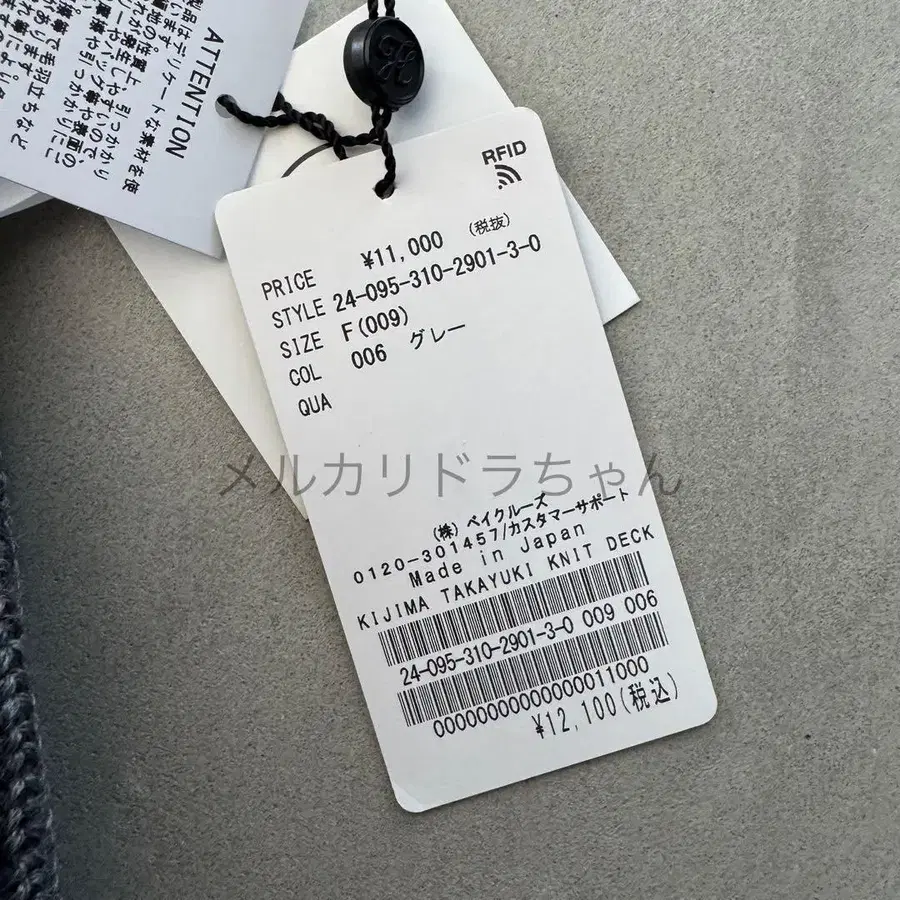 ATTENTION
RFID
PRICE ¥11,000 (税抜)
STYLE 24-095-310-2901-3-0
SIZE F(009)
COL 006 グレー
QUA
メルカリドラちゃん
(株) ベイクルーズ
0120-301457/カスタマーサポート
Made in Japan
KIJIMA TAKAYUKI KNIT DECK
24-095-310-2901-3-0 009 006
0000000000000011000
¥12,100(税込)